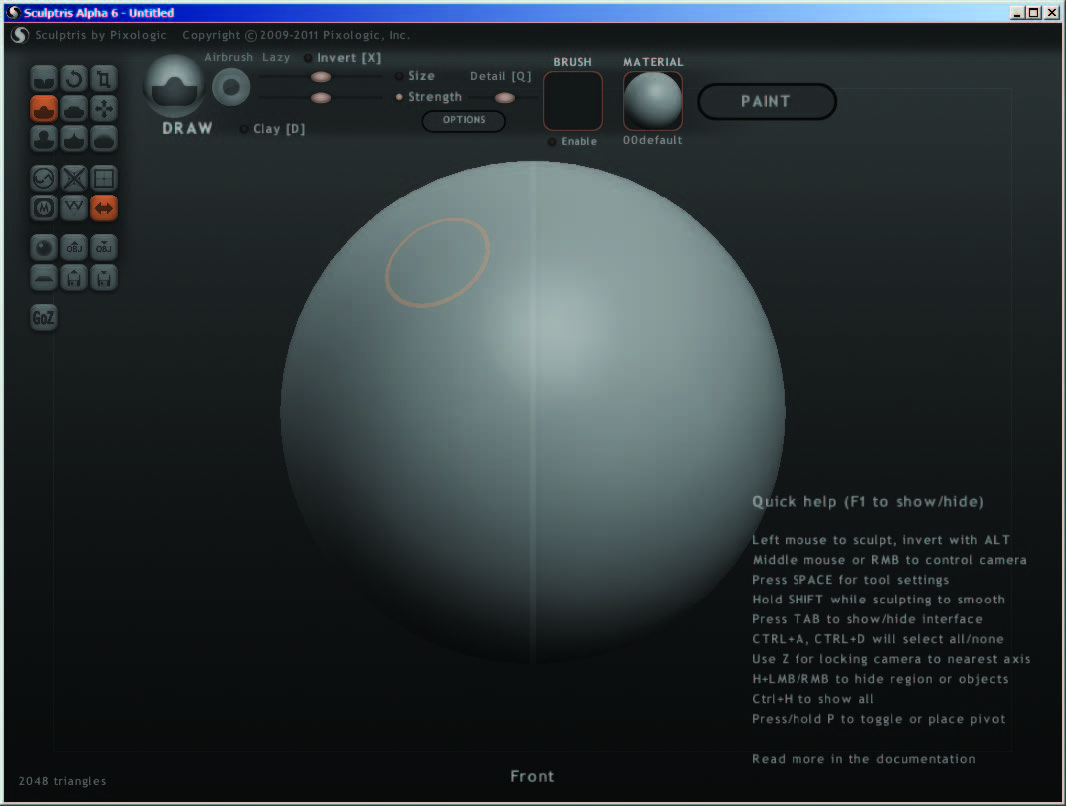 Sculptris Alpha 6 - Untitled
Sculptris by Pixologic Copyright © 2009-2011 Pixologic, Inc.
Airbrush Lazy Invert [X]
BRUSH MATERIAL
Size Detail [Q]
Strength
PAINT
OPTIONS
DRAW Clay [D]
Enable 00default
M
OBJ OBJ
GoZ
Quick help (F1 to show/hide)
Left mouse to sculpt, invert with ALT
Middle mouse or RMB to control camera
Press SPACE for tool settings
Hold SHIFT while sculpting to smooth
Press TAB to show/hide interface
CTRL+A, CTRL+D will select all/none
Use Z for locking camera to nearest axis
H+LMB/RMB to hide region or objects
Ctrl+H to show all
Press/hold P to toggle or place pivot
Read more in the documentation
Front
2048 triangles